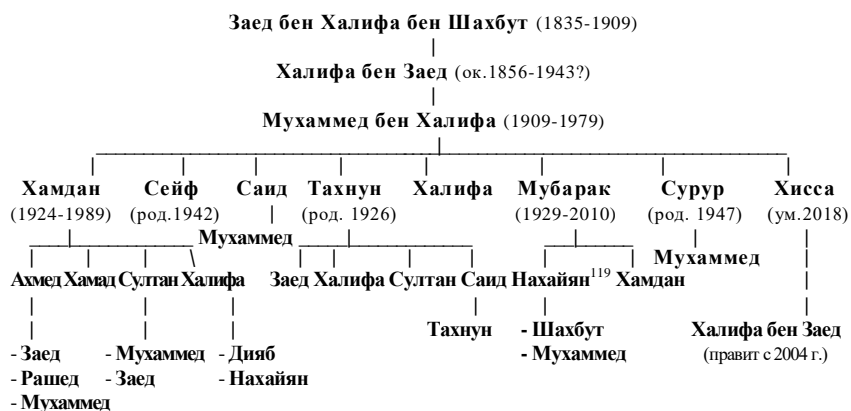 Заед бен Халифа бен Шахбут (1835-1909)
Халифа бен Заед (ок.1856-1943?)
Мухаммед бен Халифа (1909-1979)
Хамдан Сейф Саид Тахнун Халифа Мубарак Сурур Хисса
(1924-1989) (род.1942) (род. 1926) (1929-2010) (род. 1947) (ум.2018)
Мухаммед
Мухаммед
Ахмед Хамад Султан Халифа Заед Халифа Султан Саид Нахайян119 Хамдан
Тахнун - Шахбут Халифа бен Заед
- Заед - Мухаммед - Дияб - Мухаммед (правит с 2004 г.)
- Рашед - Заед - Нахайян
- Мухаммед